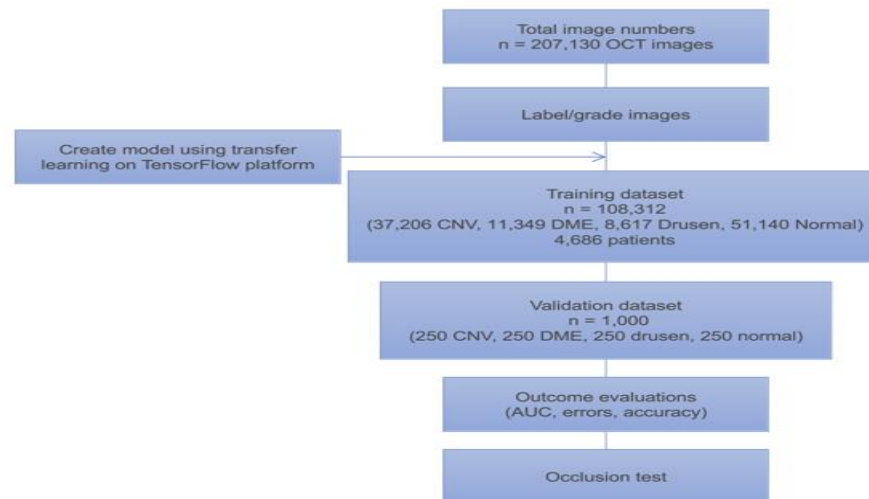 Total image numbers
n = 207,130 OCT images
Label/grade images
Create model using transfer
learning on TensorFlow platform
Training dataset
n = 108,312
(37,206 CNV, 11,349 DME, 8,617 Drusen, 51,140 Normal)
4,686 patients
Validation dataset
n = 1,000
(250 CNV, 250 DME, 250 drusen, 250 normal)
Outcome evaluations
(AUC, errors, accuracy)
Occlusion test